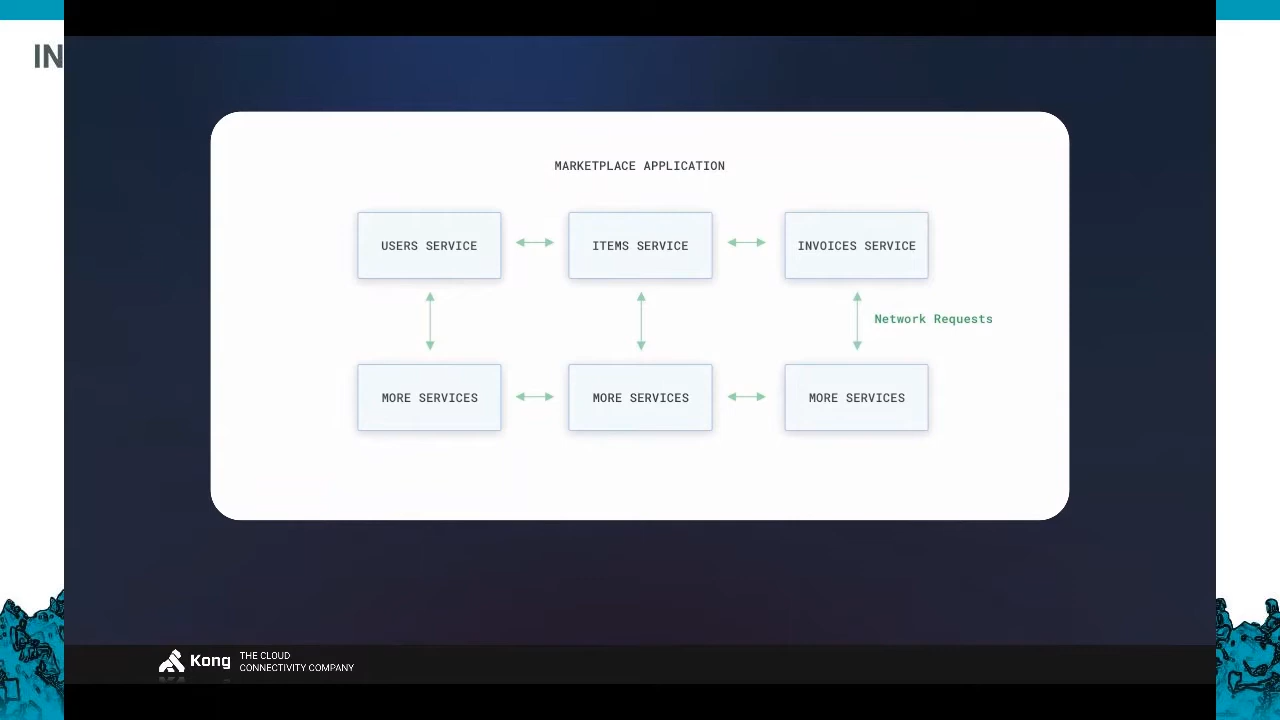 IN
MARKETPLACE APPLICATION
USERS SERVICE
ITEMS SERVICE
INVOICES SERVICE
Network Requests
MORE SERVICES
MORE SERVICES
MORE SERVICES
Kong
THE CLOUD
CONNECTIVITY COMPANY